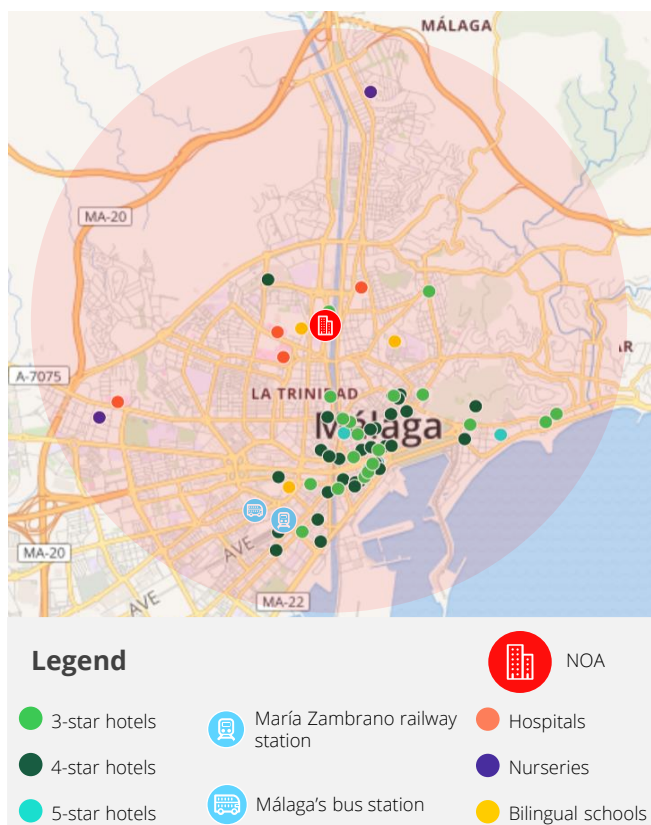 MÁLAGA
MA-20
A-7075
LA TRINIDAD
Málaga
AR
MA-20
AVE
AVE
MA-22
Legend
NOA
3-star hotels
María Zambrano railway
station
Hospitals
4-star hotels
Nurseries
5-star hotels
Málaga's bus station
Bilingual schools